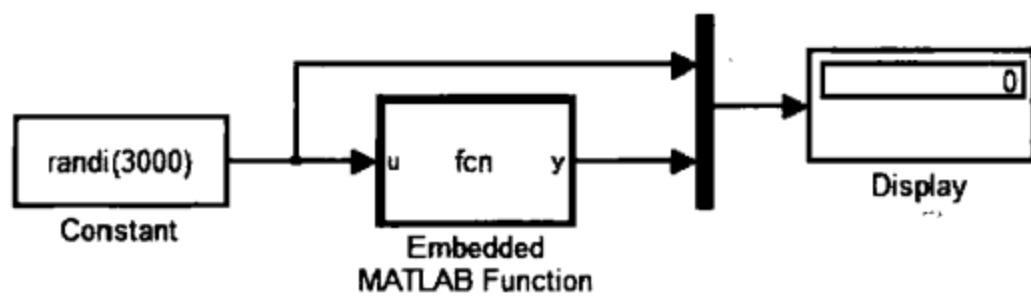 randi(3000)
Constant
u
fcn
y
Embedded
MATLAB Function
0
Display